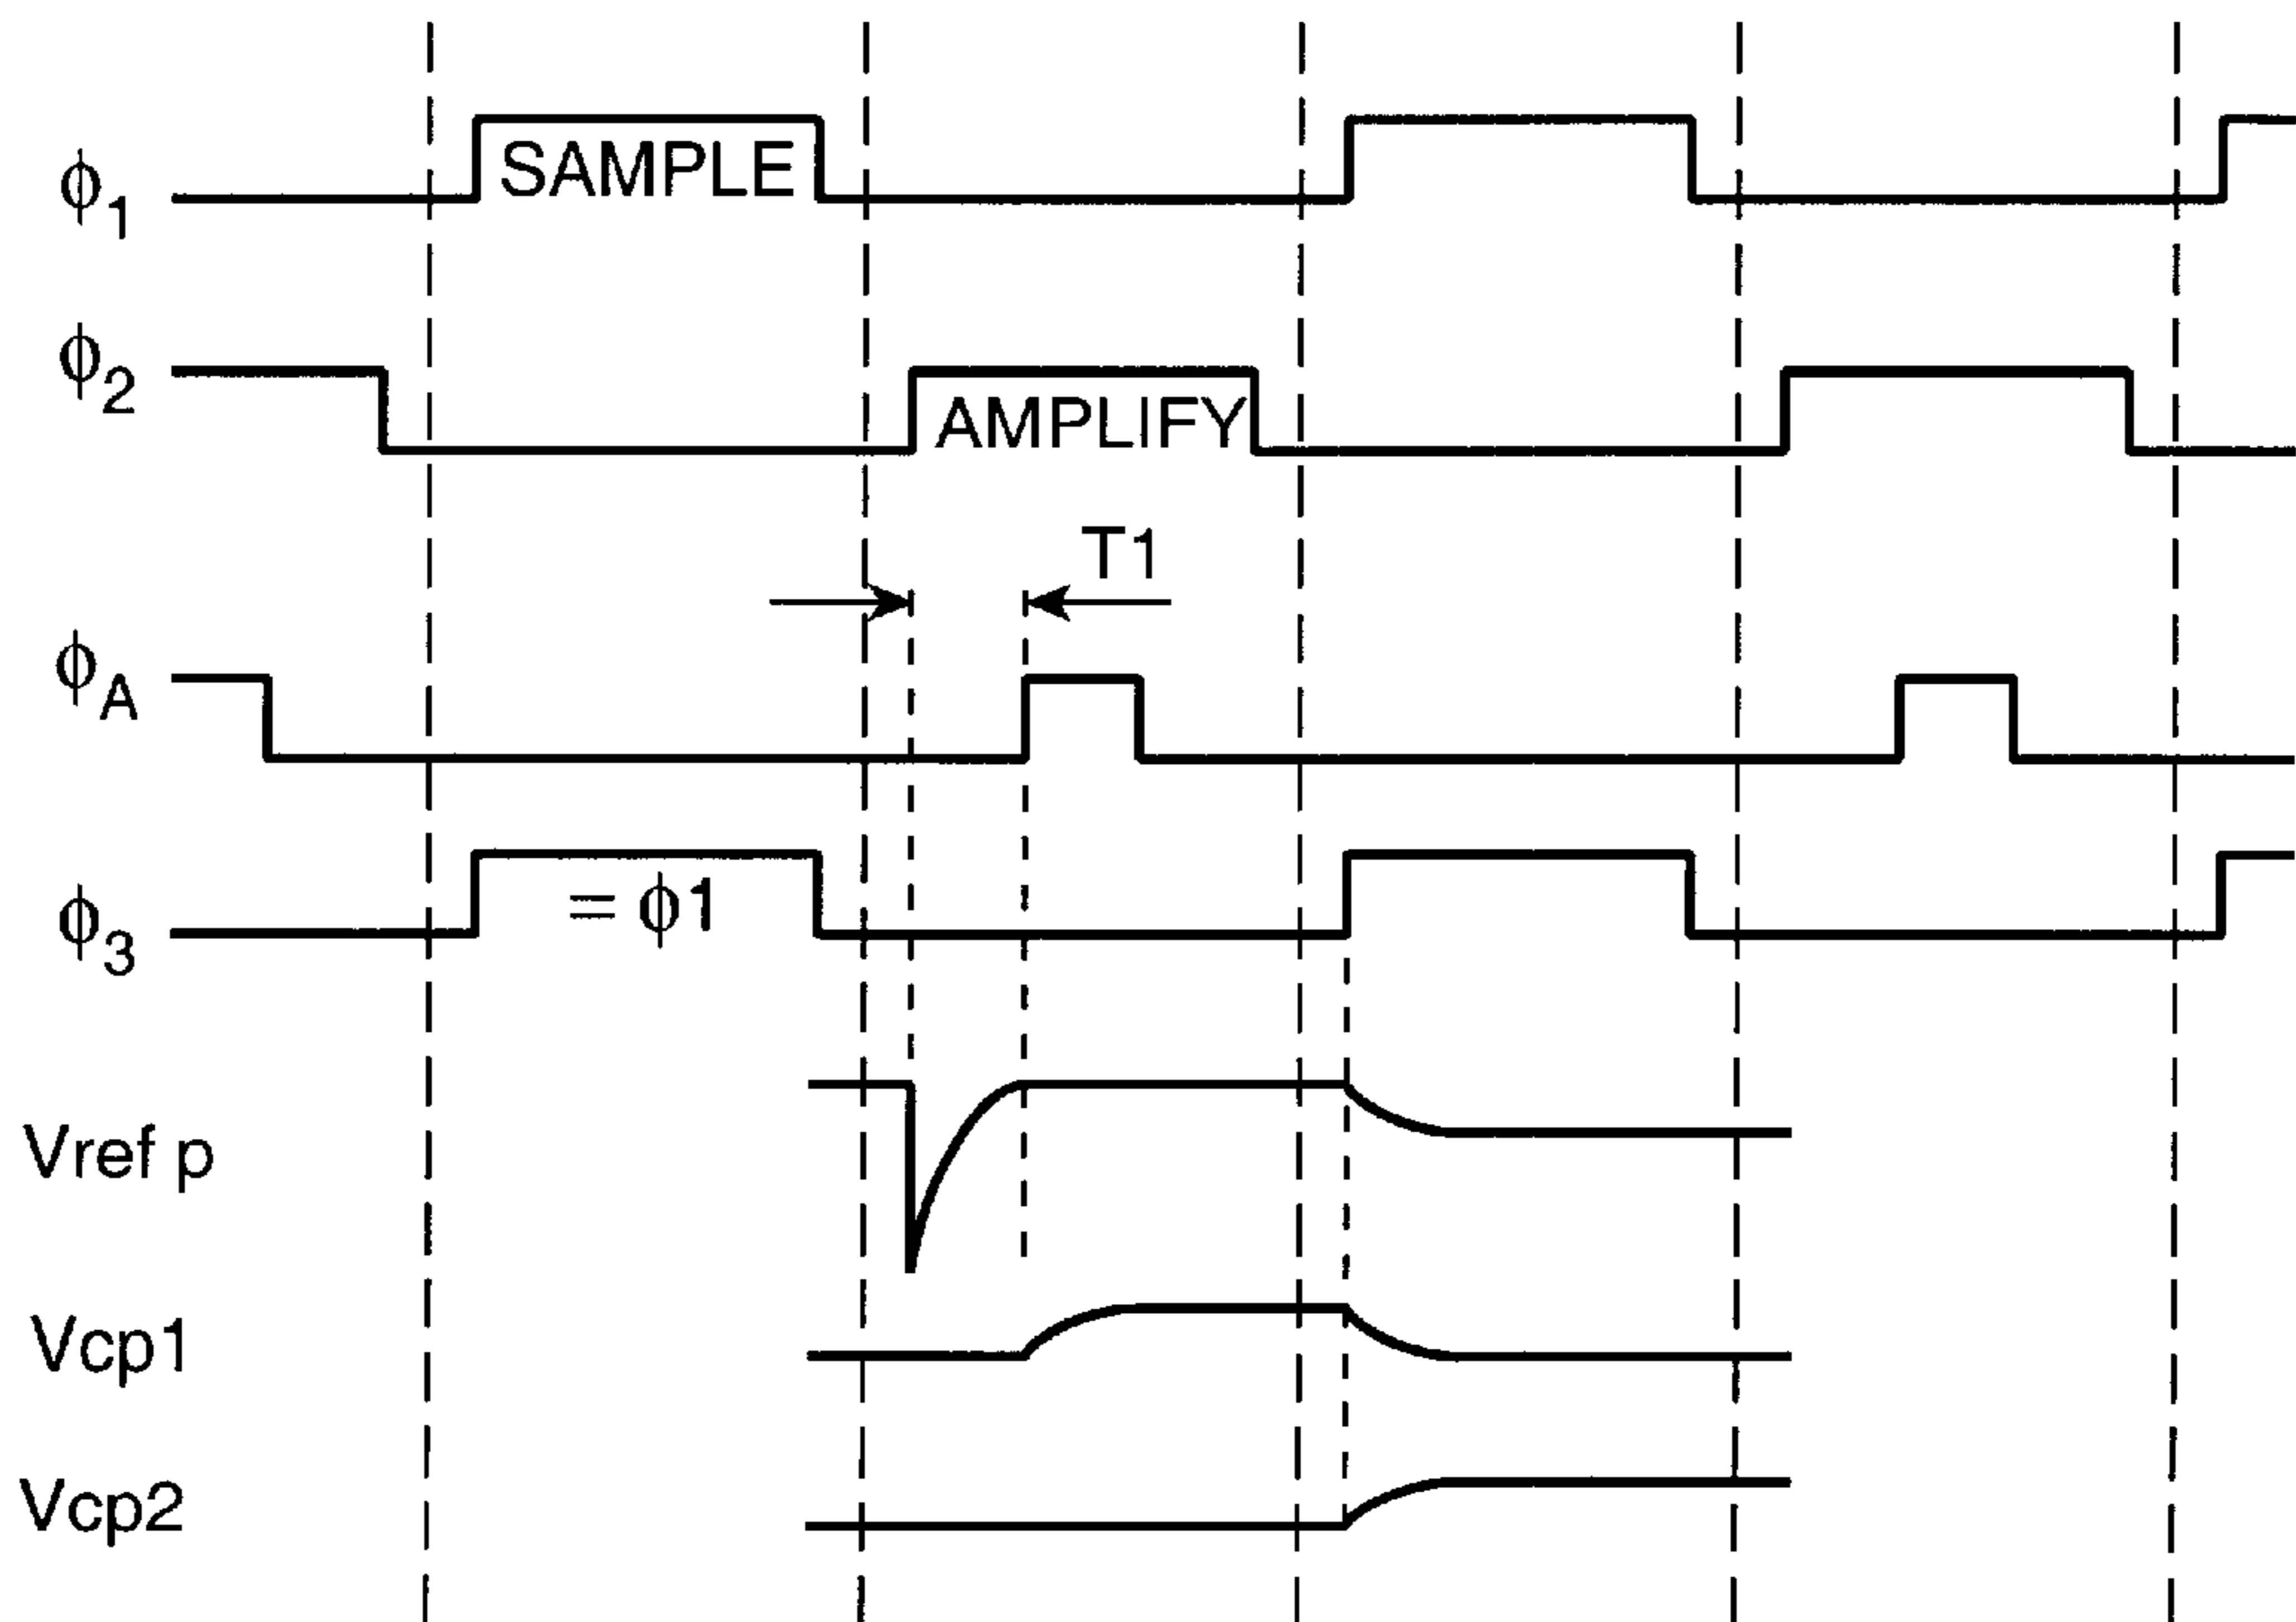 SAMPLE
ϕ1
ϕ2
AMPLIFY
T1
ϕA
= ϕ1
ϕ3
Vref p
Vcp1
Vcp2